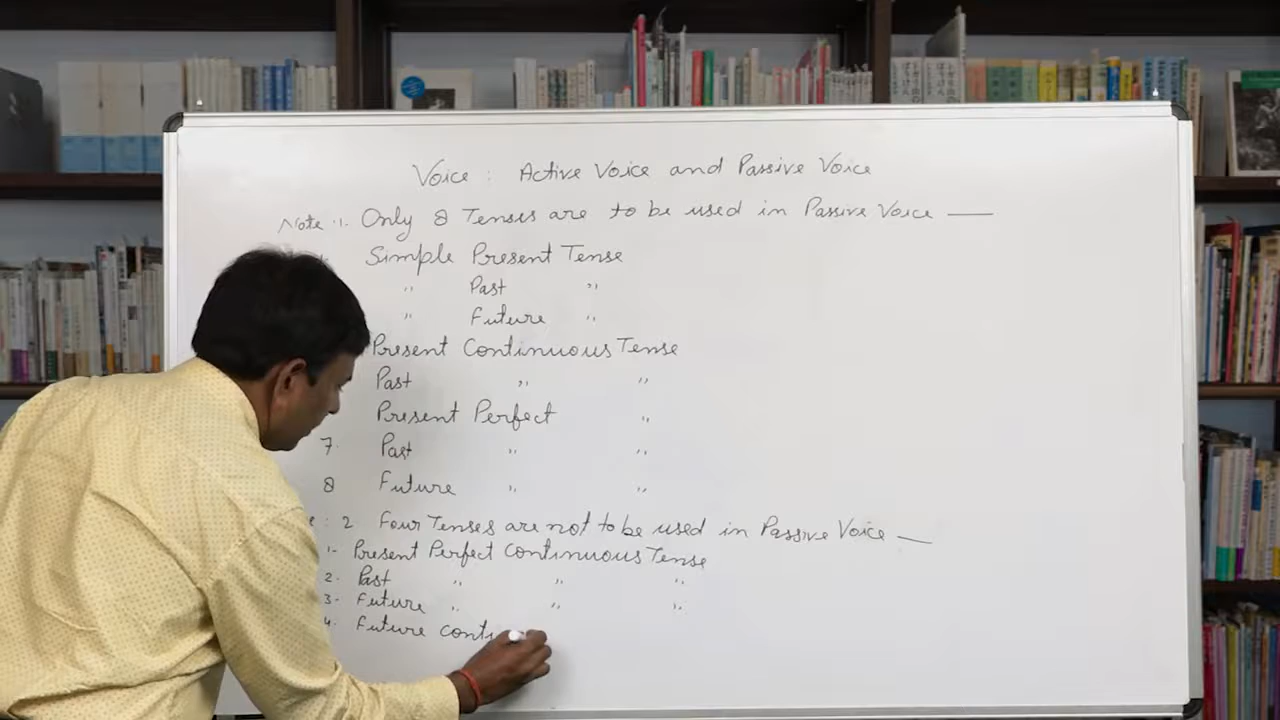 Voice : Active Voice and Passive Voice
Note 1. Only 8 Tenses are to be used in Passive Voice —
Simple Present Tense
" Past "
" Future "
Present Continuous Tense
Past " "
Present Perfect "
7. Past " "
8 Future " "
: 2 Four Tenses are not to be used in Passive Voice —
1- Present Perfect Continuous Tense
2. Past " " "
3- Future " " "
4. Future conti